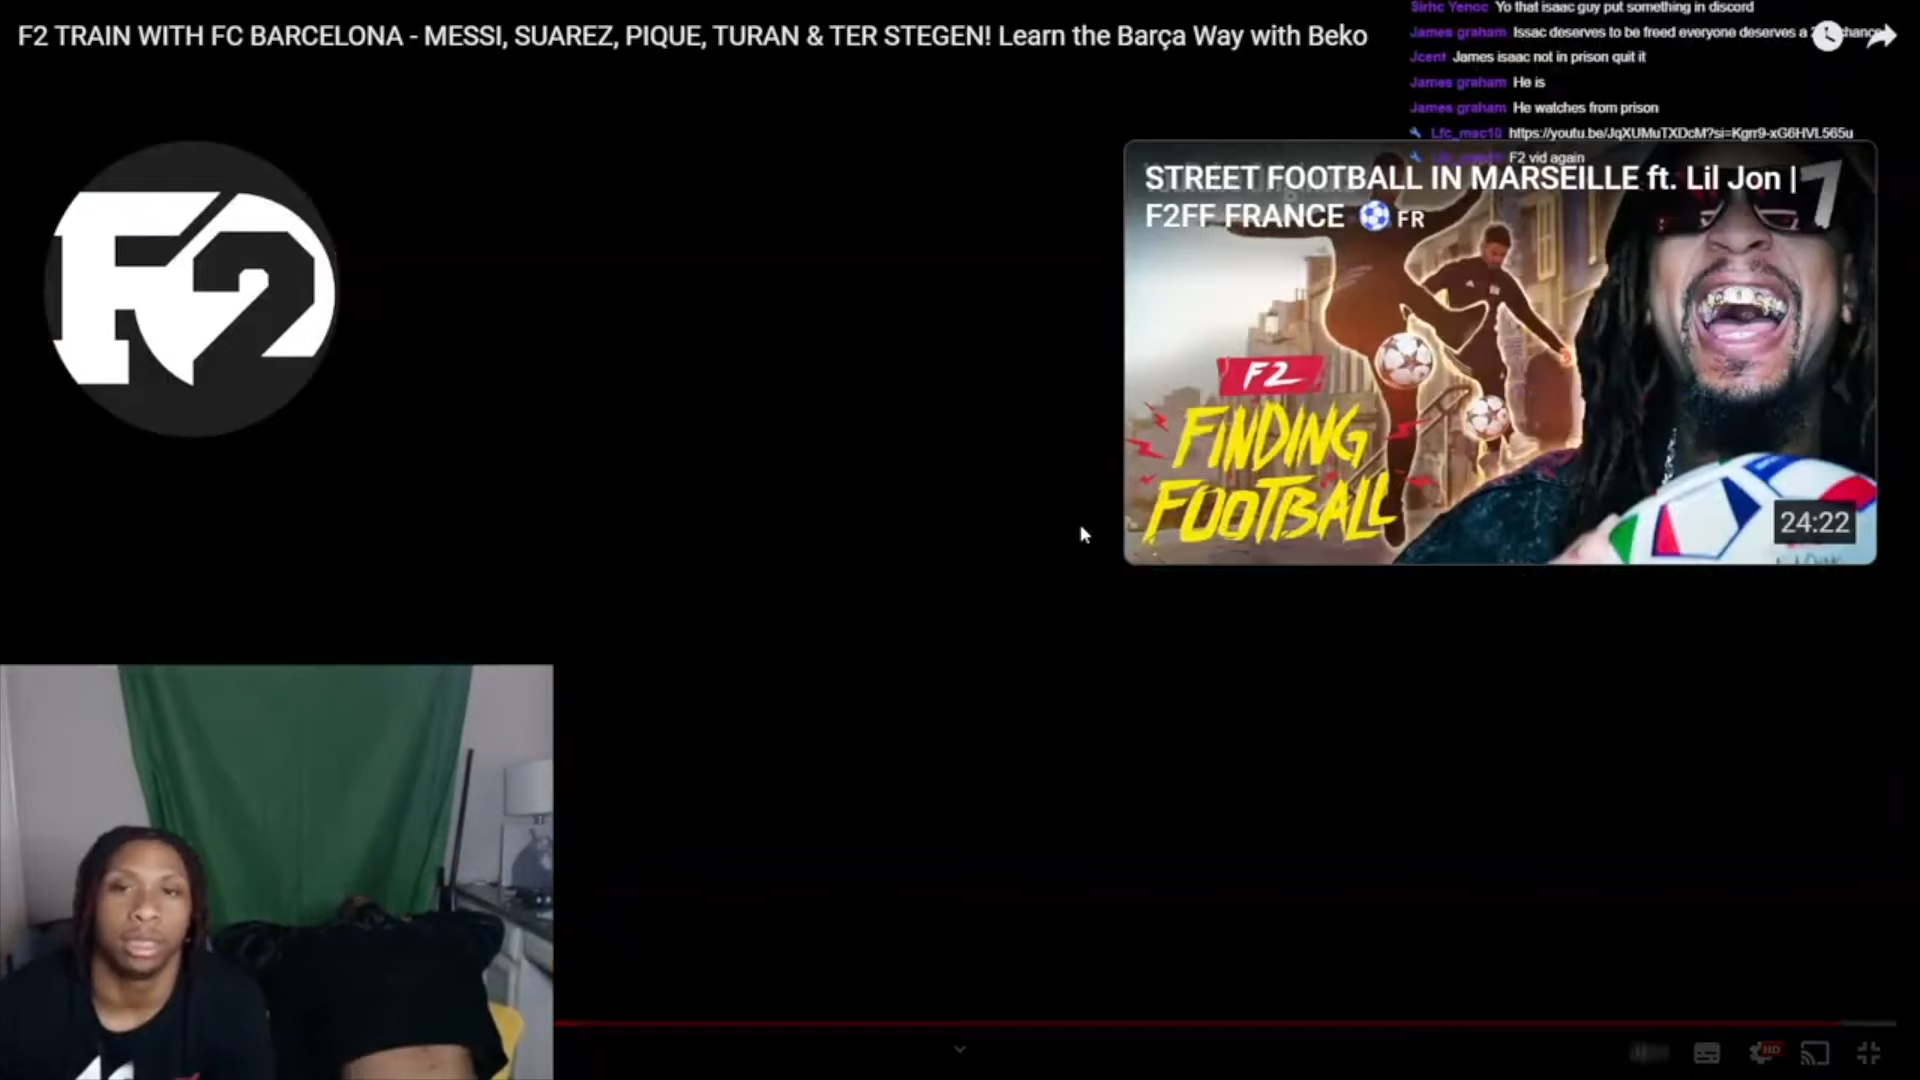 F2 TRAIN WITH FC BARCELONA - MESSI, SUAREZ, PIQUE, TURAN & TER STEGEN! Learn the Barça Way with Beko
Sirhc Yenoc Yo that isaac guy put something in discord
James graham Issac deserves to be freed everyone deserves a
Jcent James isaac not in prison quit it
James graham He is
James graham He watches from prison
Lfc_mac10 https://youtu.be/JqXUMuTXDcM?si=Kgrr9-xG6HVL565u
F2 vid again
F2
STREET FOOTBALL IN MARSEILLE ft. Lil Jon |
F2FF FRANCE ⚽ FR
F2
FINDING
FOOTBALL
24:22
HD